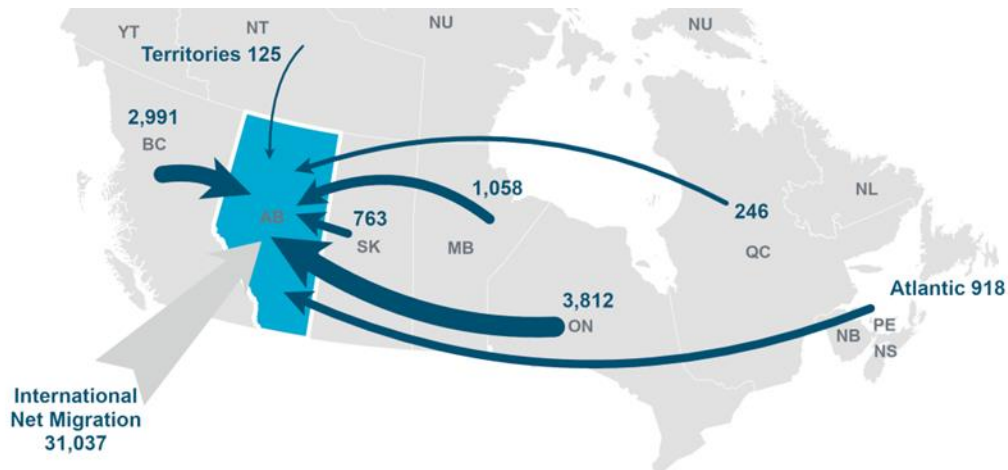 YT
NT
NU
NU
Territories 125
2,991
BC
1,058
NL
AB
763
246
SK
MB
QC
Atlantic 918
3,812
ON
PE
NB
NS
International
Net Migration
31,037